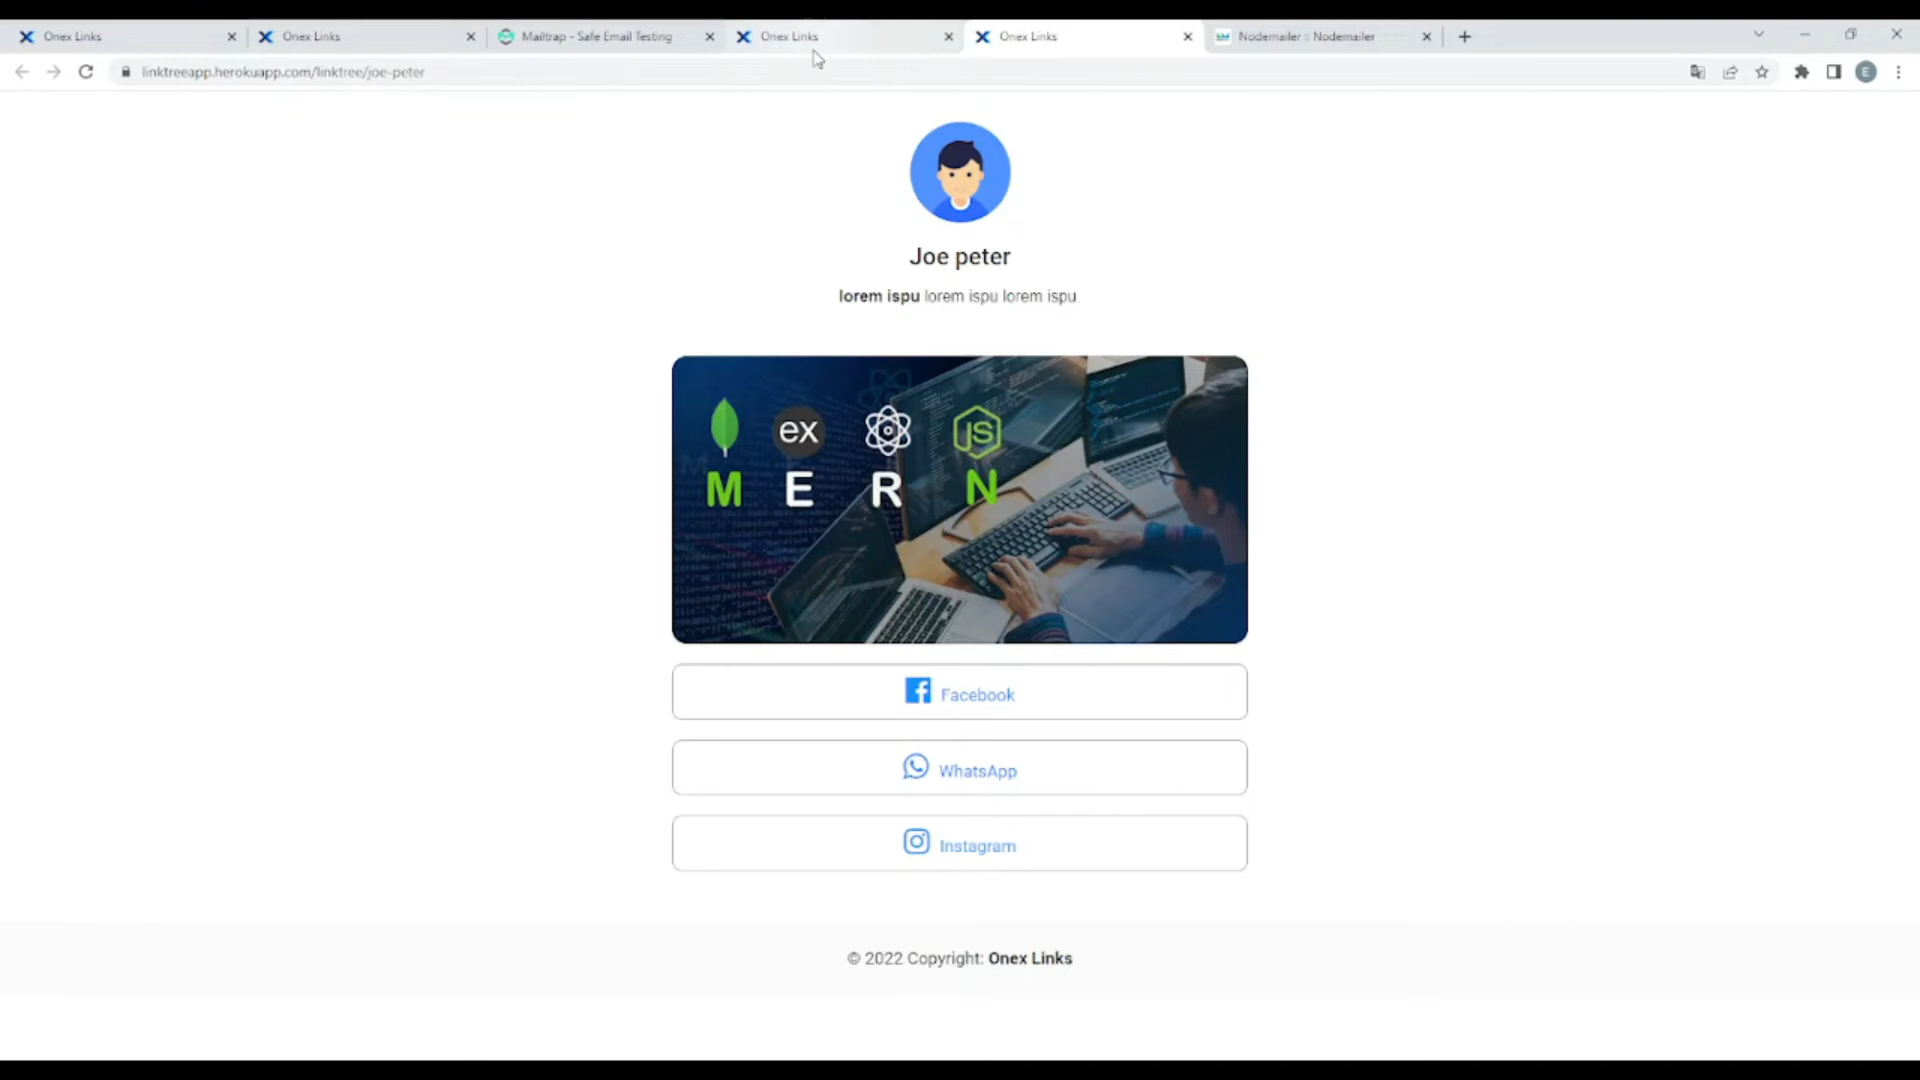 Onex Links
Onex Links
Mailtrap - Safe Email Testing
Onex Links
Onex Links
Nodemailer :: Nodemailer
linktreeapp.herokuapp.com/linktree/joe-peter
E
Joe peter
lorem ispu lorem ispu lorem ispu.
ex
JS
M E R N
Facebook
WhatsApp
Instagram
© 2022 Copyright: Onex Links